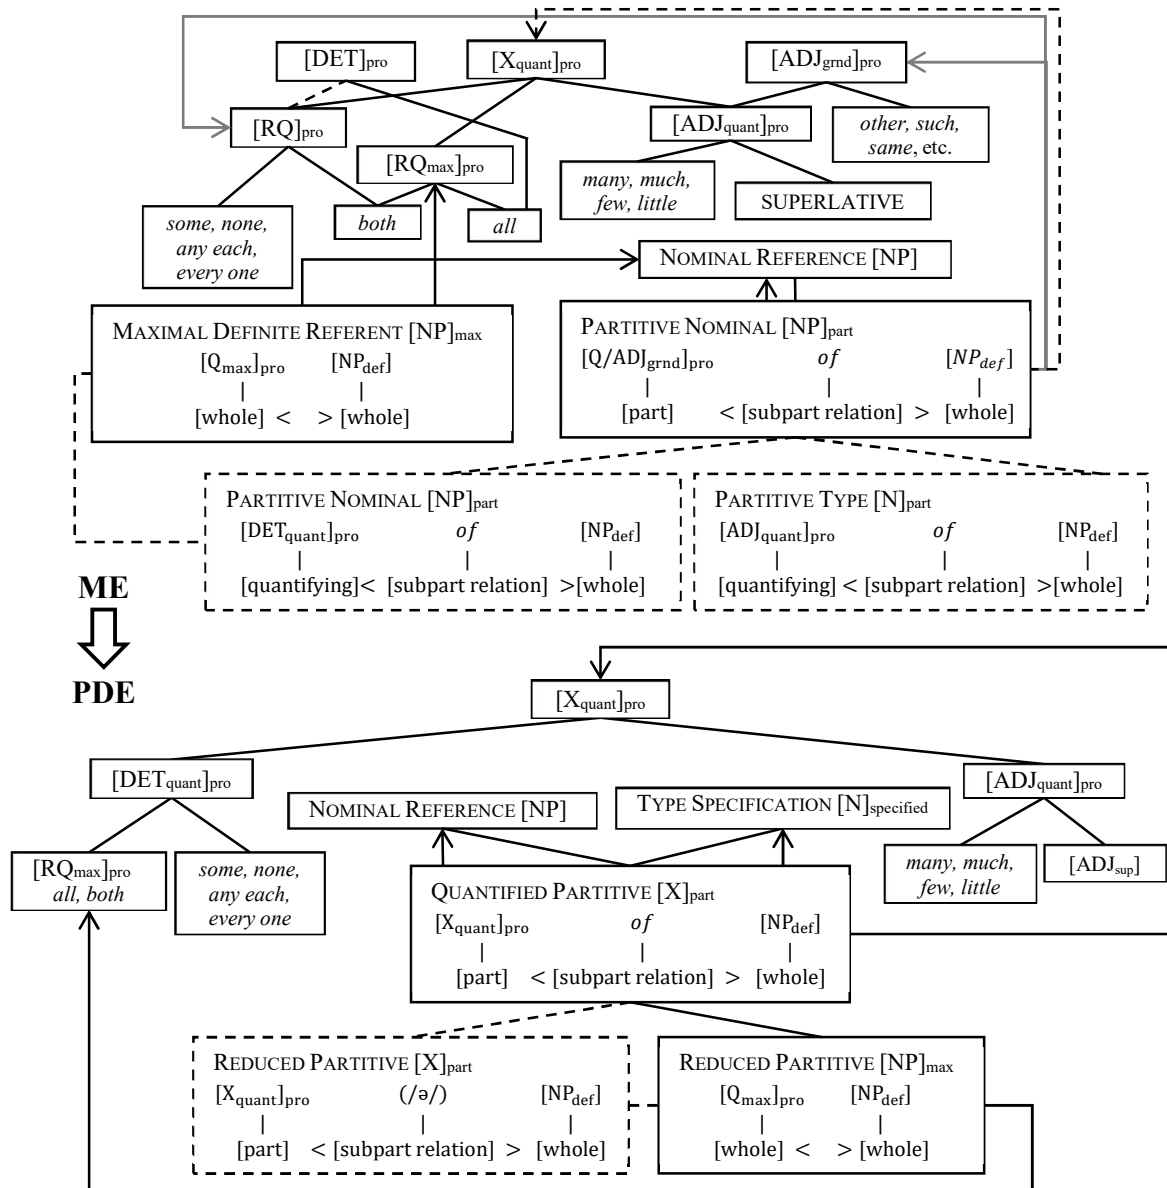 [DET]pro
[Xquant]pro
[ADJgrnd]pro
[RQ]pro
[ADJquant]pro
other, such,
same, etc.
[RQmax]pro
many, much,
few, little
SUPERLATIVE
some, none,
any each,
every one
both
all
NOMINAL REFERENCE [NP]
MAXIMAL DEFINITE REFERENT [NP]max
[Qmax]pro [NPdef]
| |
[whole] < > [whole]
PARTITIVE NOMINAL [NP]part
[Q/ADJgrnd]pro of [NPdef]
| | |
[part] < [subpart relation] > [whole]
PARTITIVE NOMINAL [NP]part
[DETquant]pro of [NPdef]
| | |
[quantifying]< [subpart relation] >[whole]
PARTITIVE TYPE [N]part
[ADJquant]pro of [NPdef]
| | |
[quantifying] < [subpart relation] >[whole]
ME
PDE
[Xquant]pro
[DETquant]pro
[ADJquant]pro
NOMINAL REFERENCE [NP]
TYPE SPECIFICATION [N]specified
[RQmax]pro
all, both
some, none,
any each,
every one
many, much,
few, little
[ADJsup]
QUANTIFIED PARTITIVE [X]part
[Xquant]pro of [NPdef]
| | |
[part] < [subpart relation] > [whole]
REDUCED PARTITIVE [X]part
[Xquant]pro (/ə/) [NPdef]
| | |
[part] < [subpart relation] > [whole]
REDUCED PARTITIVE [NP]max
[Qmax]pro [NPdef]
| |
[whole] < > [whole]